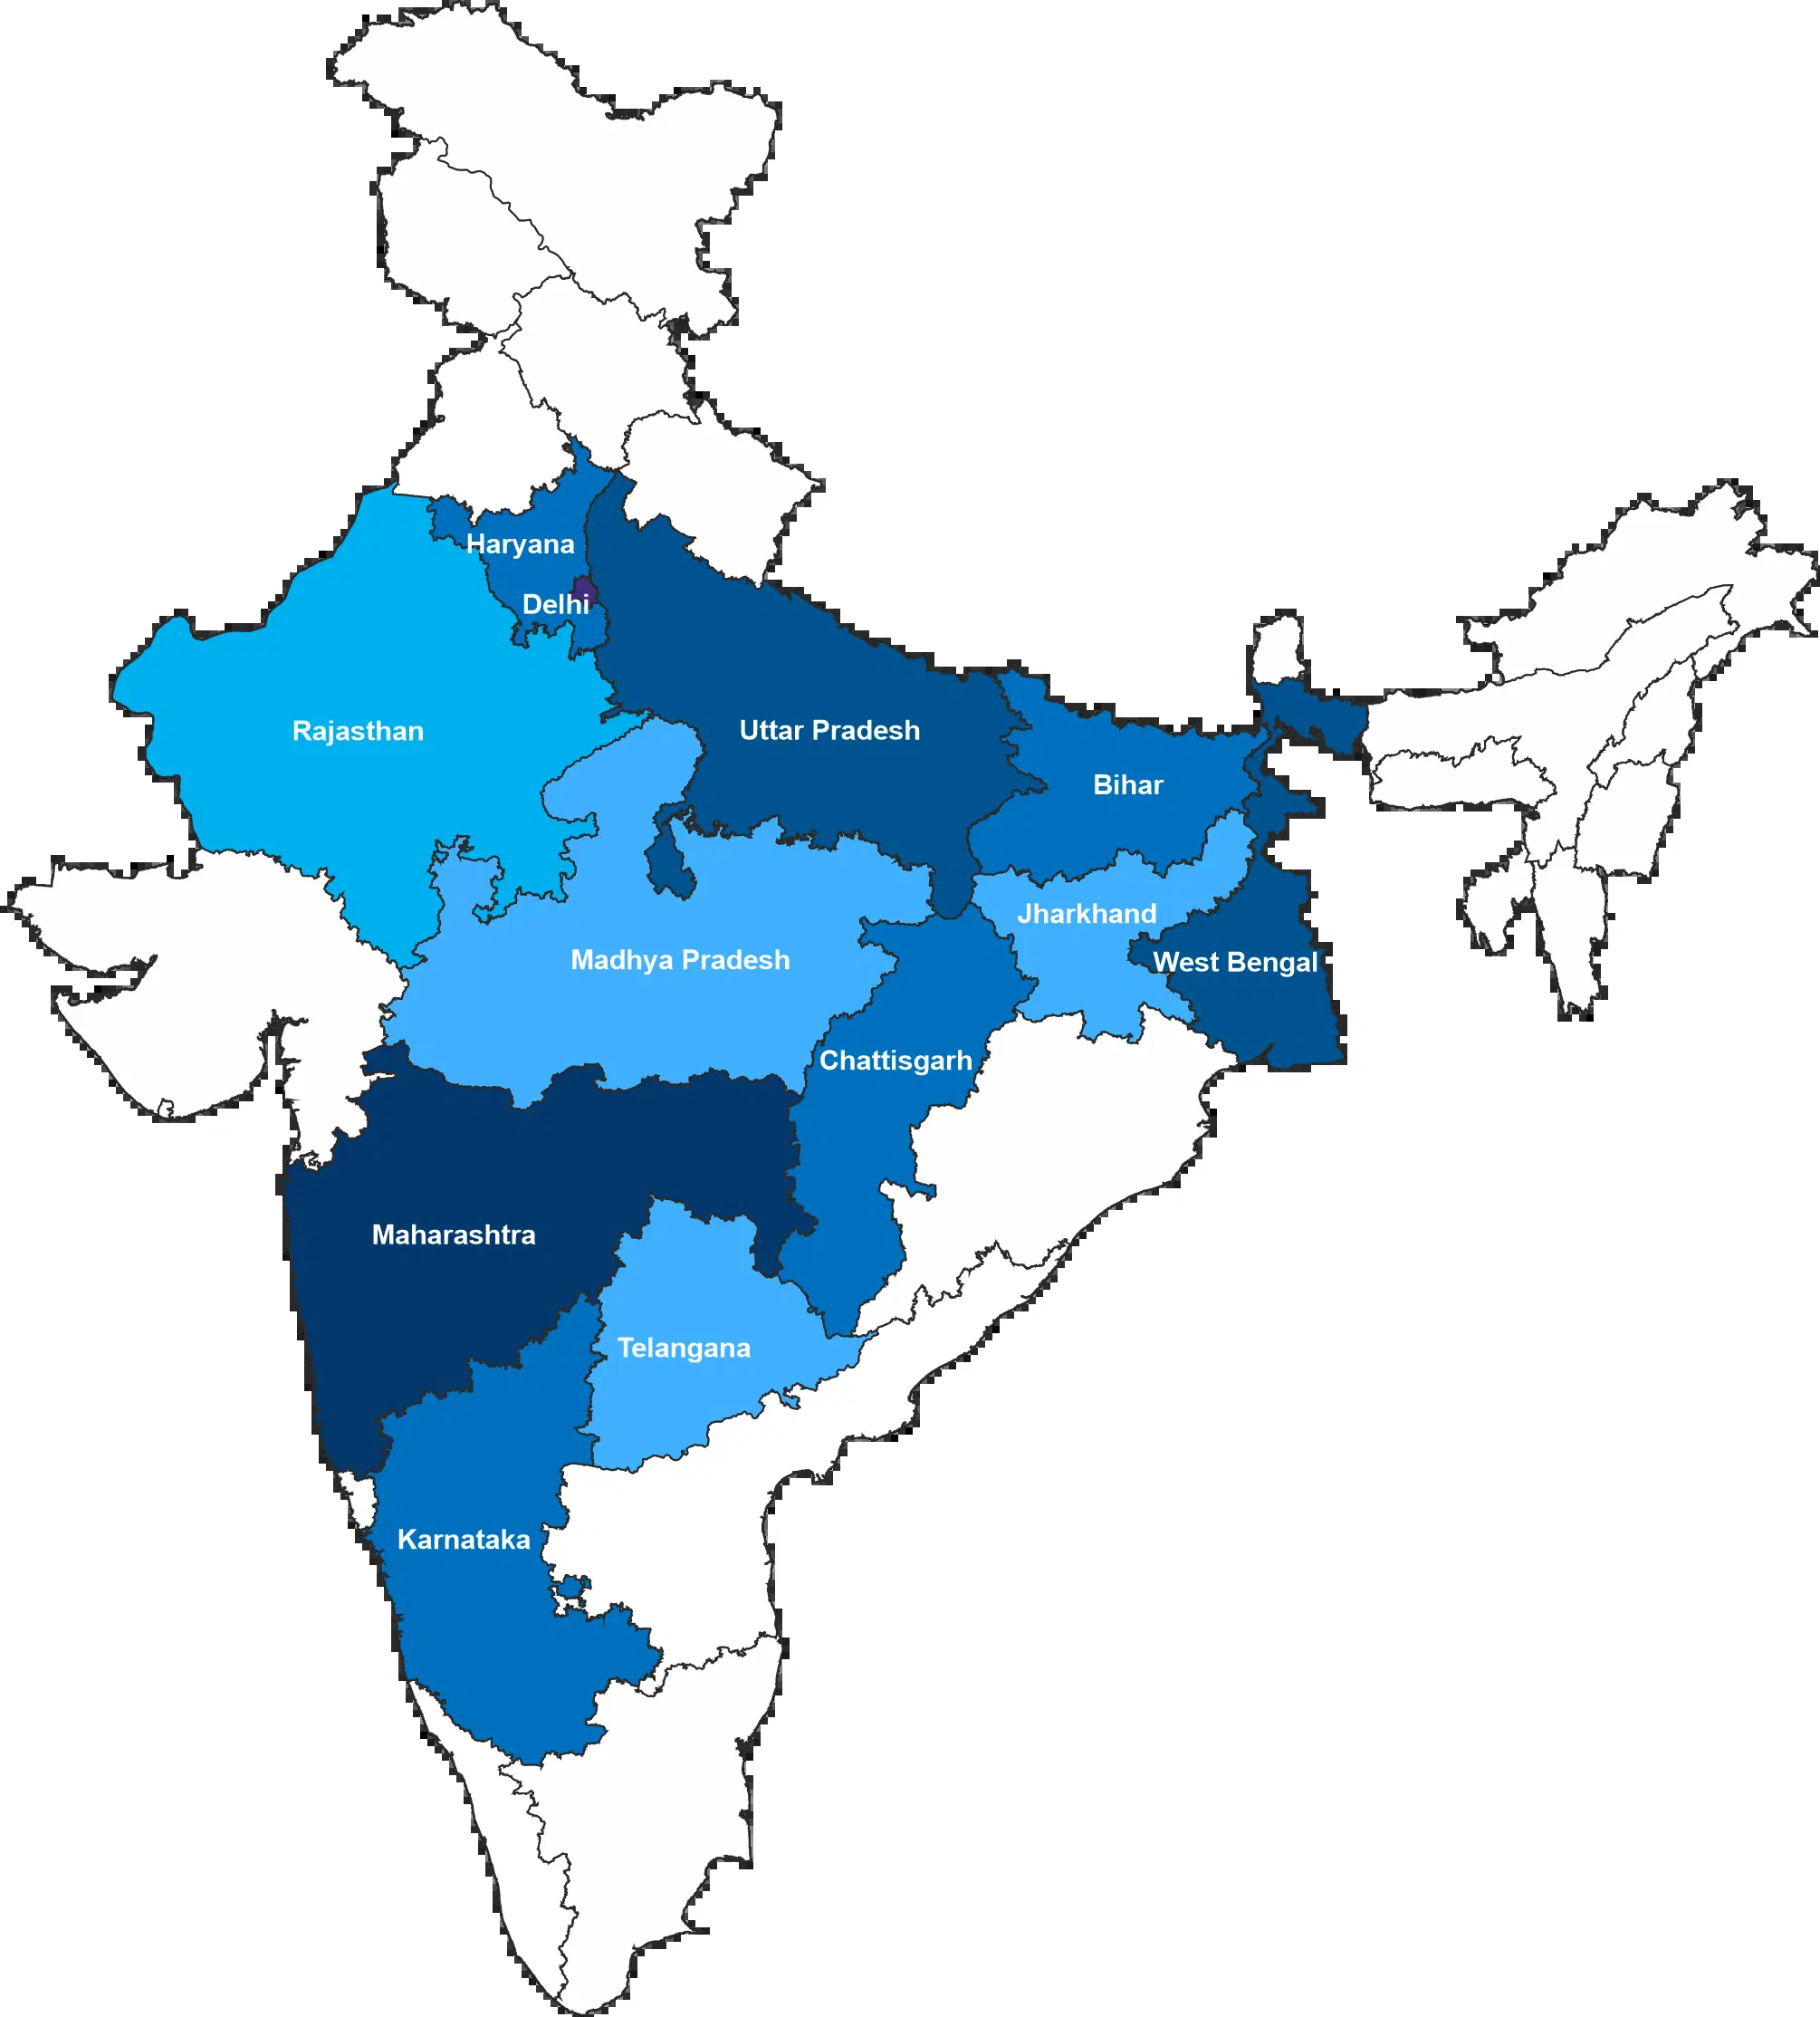 Haryana
Delhi
Rajasthan
Uttar Pradesh
Bihar
Jharkhand
Madhya Pradesh
West Bengal
Chattisgarh
Maharashtra
Telangana
Karnataka